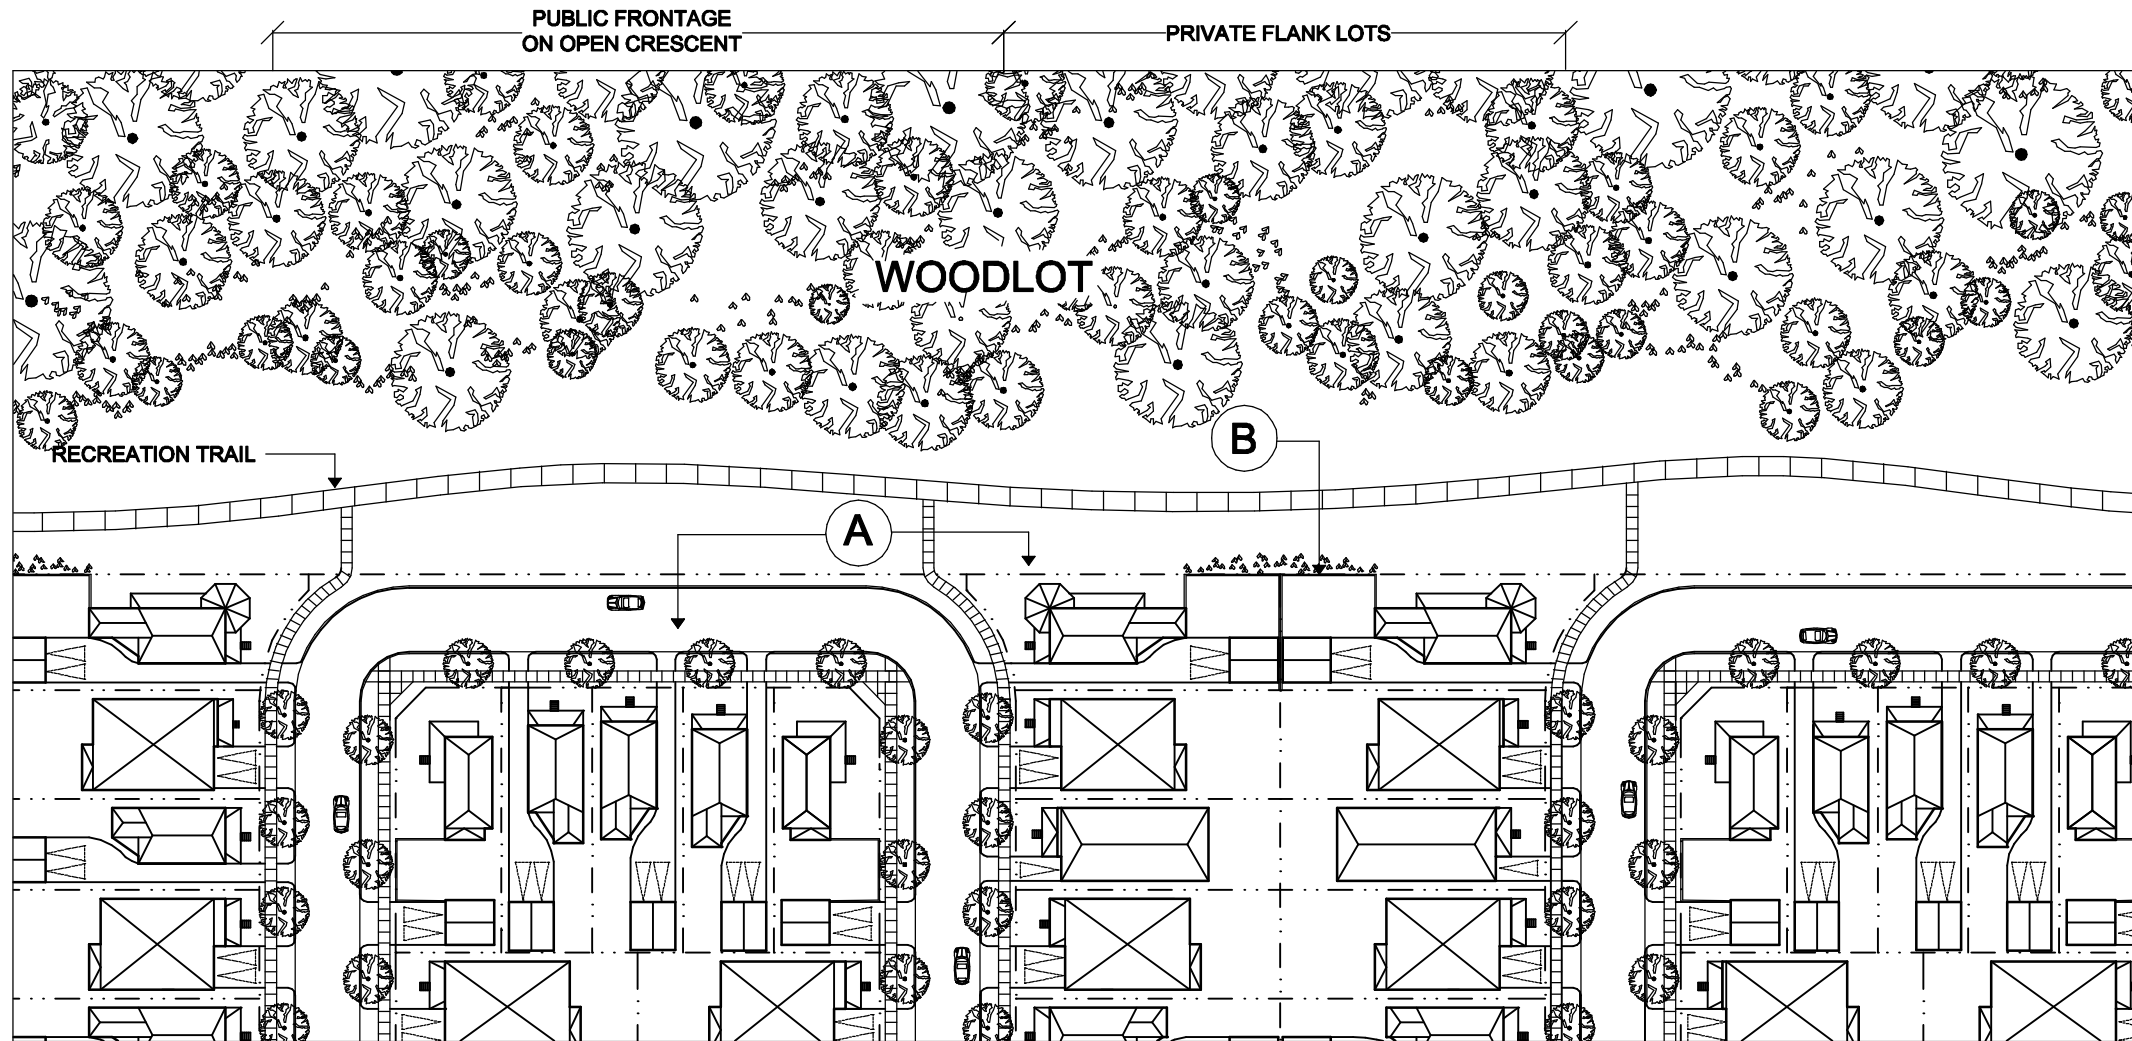 PUBLIC FRONTAGE
ON OPEN CRESCENT
PRIVATE FLANK LOTS
WOODLOT
B
RECREATION TRAIL
A